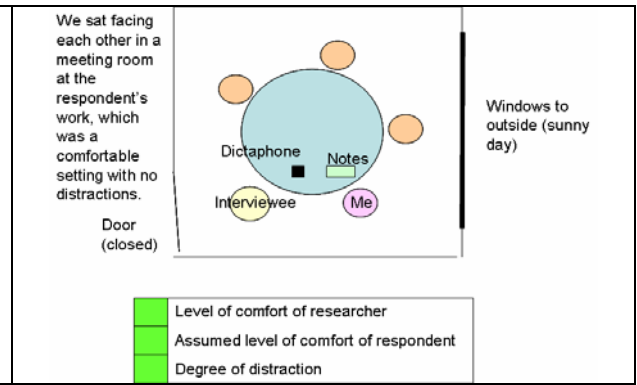 We sat facing
each other in a
meeting room
at the
respondent's
work, which
was a
comfortable
setting with no
distractions.
Door
(closed)
Dictaphone
Notes
Interviewee
Me
Windows to
outside (sunny
day)
Level of comfort of researcher
Assumed level of comfort of respondent
Degree of distraction